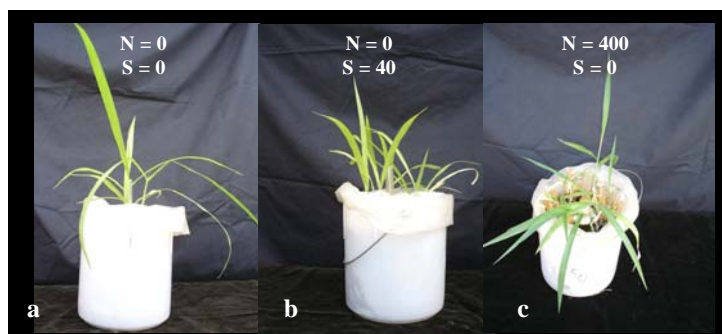 N = 0
S = 0
N = 0
S = 40
N = 400
S = 0
a
b
c